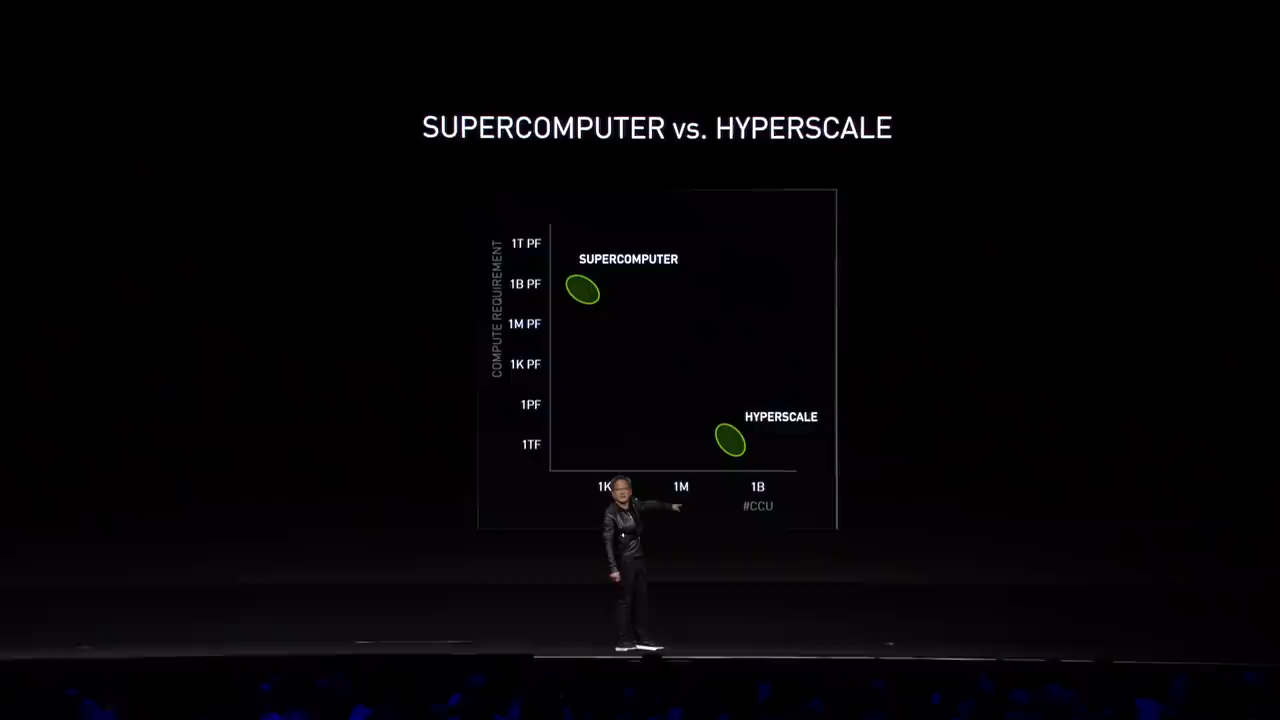 SUPERCOMPUTER vs. HYPERSCALE
COMPUTE REQUIREMENT
1T PF
SUPERCOMPUTER
1B PF
1M PF
1K PF
1PF
HYPERSCALE
1TF
1K
1M
1B
#CCU